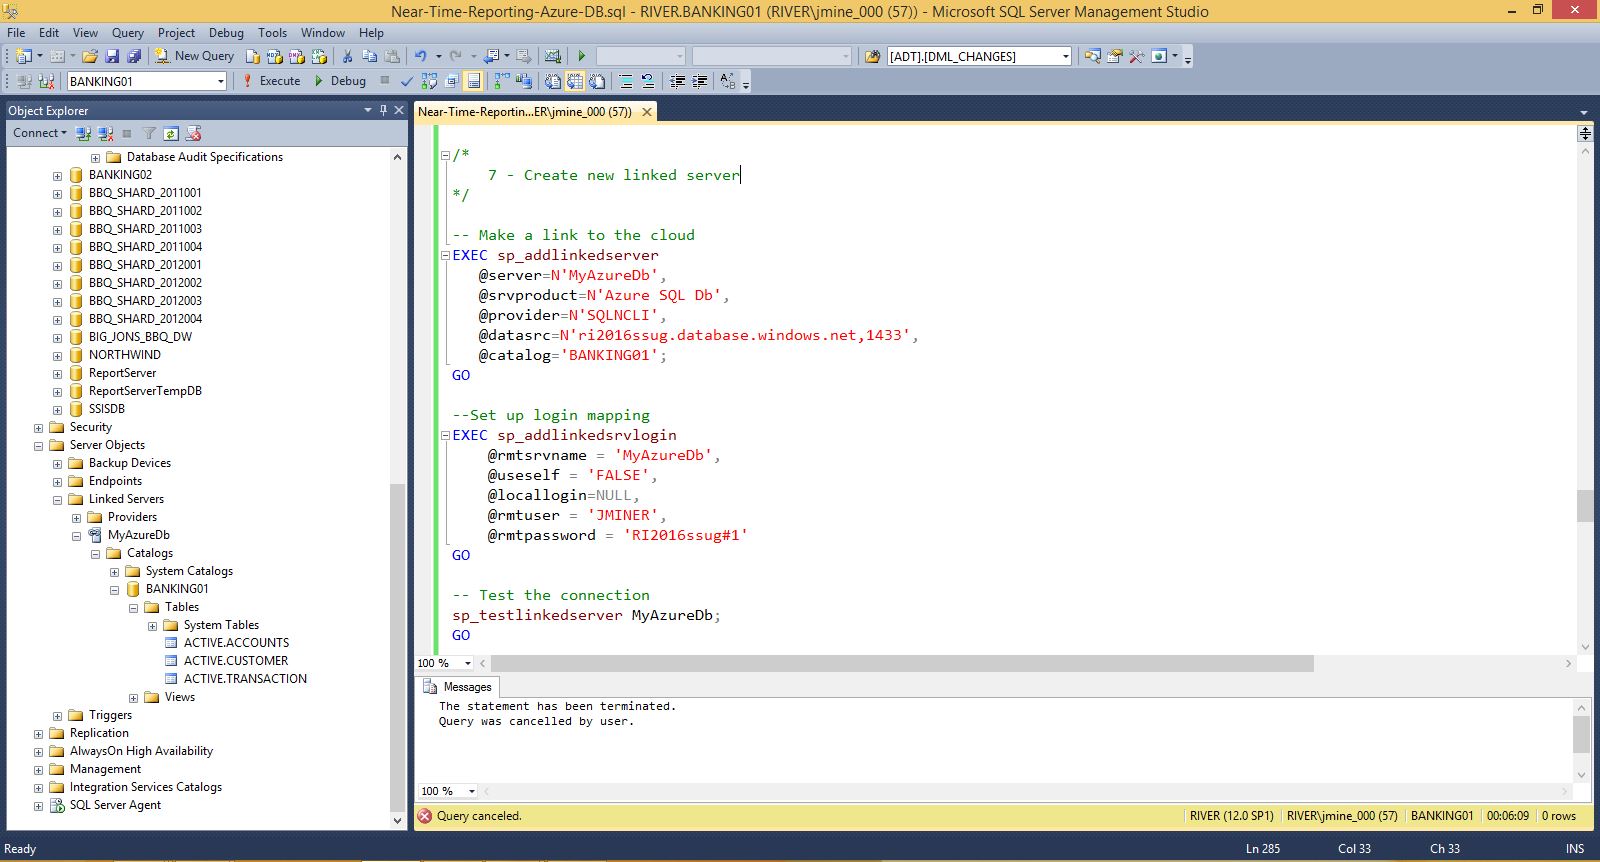 Near-Time-Reporting-Azure-DB.sql - RIVER.BANKING01 (RIVER\jmine_000 (57)) - Microsoft SQL Server Management Studio
File Edit View Query Project Debug Tools Window Help
New Query [ADT].[DML_CHANGES]
BANKING01 Execute Debug
Object Explorer
Connect
Database Audit Specifications
BANKING02
BBQ_SHARD_2011001
BBQ_SHARD_2011002
BBQ_SHARD_2011003
BBQ_SHARD_2011004
BBQ_SHARD_2012001
BBQ_SHARD_2012002
BBQ_SHARD_2012003
BBQ_SHARD_2012004
BIG_JONS_BBQ_DW
NORTHWIND
ReportServer
ReportServerTempDB
SSISDB
Security
Server Objects
Backup Devices
Endpoints
Linked Servers
Providers
MyAzureDb
Catalogs
System Catalogs
BANKING01
Tables
System Tables
ACTIVE.ACCOUNTS
ACTIVE.CUSTOMER
ACTIVE.TRANSACTION
Views
Triggers
Replication
AlwaysOn High Availability
Management
Integration Services Catalogs
SQL Server Agent
Near-Time-Reportin...ER\jmine_000 (57))
/*
7 - Create new linked server
*/
-- Make a link to the cloud
EXEC sp_addlinkedserver
@server=N'MyAzureDb',
@srvproduct=N'Azure SQL Db',
@provider=N'SQLNCLI',
@datasrc=N'ri2016ssug.database.windows.net,1433',
@catalog='BANKING01';
GO
--Set up login mapping
EXEC sp_addlinkedsrvlogin
@rmtsrvname = 'MyAzureDb',
@useself = 'FALSE',
@locallogin=NULL,
@rmtuser = 'JMINER',
@rmtpassword = 'RI2016ssug#1'
GO
-- Test the connection
sp_testlinkedserver MyAzureDb;
GO
100 %
Messages
The statement has been terminated.
Query was cancelled by user.
100 %
Query canceled. RIVER (12.0 SP1) RIVER\jmine_000 (57) BANKING01 00:06:09 0 rows
Ready Ln 285 Col 33 Ch 33 INS